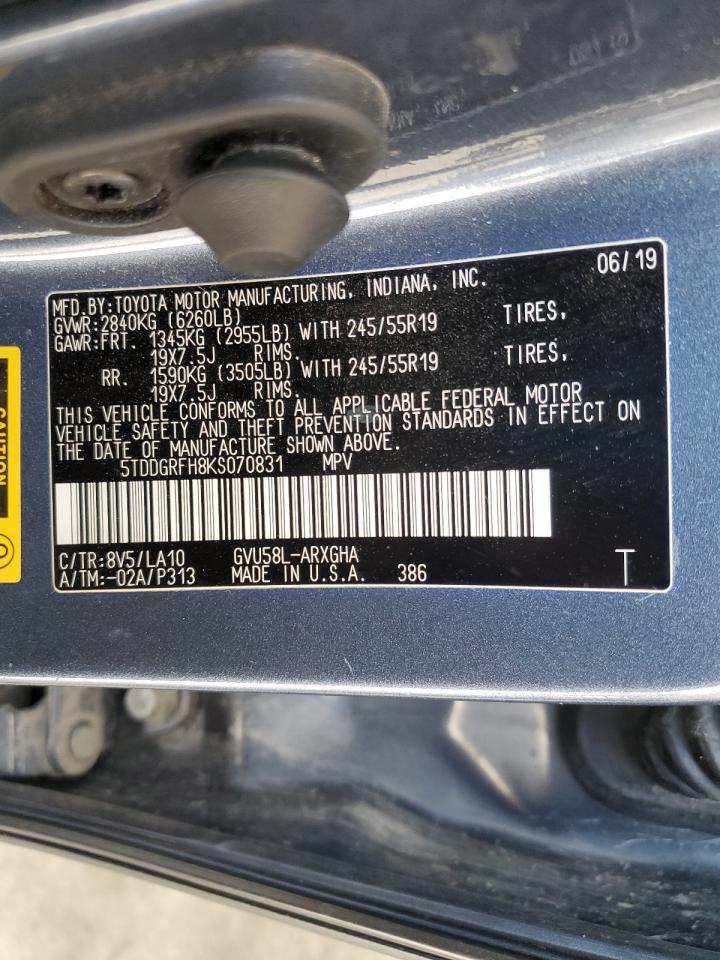 06/19
MFD.BY:TOYOTA MOTOR MANUFACTURING, INDIANA, INC.
GVWR:2840KG (6260LB)
GAWR:FRT. 1345KG (2955LB) WITH 245/55R19 TIRES,
19X7.5J RIMS.
RR. 1590KG (3505LB) WITH 245/55R19 TIRES,
19X7.5J RIMS.
THIS VEHICLE CONFORMS TO ALL APPLICABLE FEDERAL MOTOR
VEHICLE SAFETY AND THEFT PREVENTION STANDARDS IN EFFECT ON
THE DATE OF MANUFACTURE SHOWN ABOVE.
5TDDGRFH8KS070831 MPV
C/TR:8V5/LA10 GVU58L-ARXGHA
A/TM:-02A/P313 MADE IN U.S.A. 386 T
CAUTION